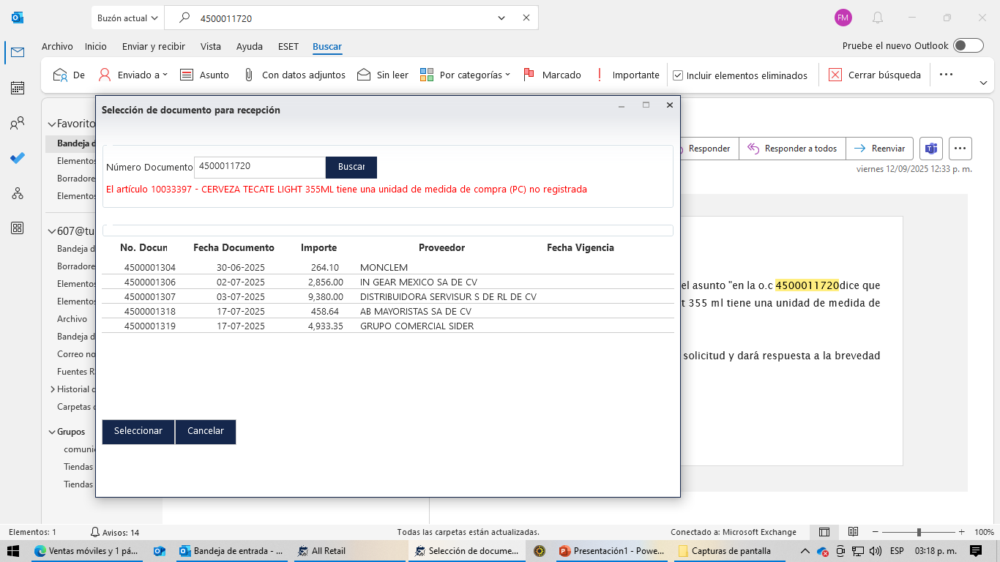 Buzón actual
4500011720
FM
Archivo Inicio Enviar y recibir Vista Ayuda ESET Buscar
Pruebe el nuevo Outlook
De Enviado a Asunto Con datos adjuntos Sin leer Por categorías Marcado Importante Incluir elementos eliminados Cerrar búsqueda
Favorito
Bandeja d
Elementos
Borradore
Elementos
607@tu
Bandeja d
Borradore
Elementos
Elementos
Archivo
Bandeja d
Correo no
Fuentes R
Historial d
Carpetas d
Grupos
comunic
Tiendas
Tiendas
Selección de documento para recepción
Número Documento 4500011720 Buscar
El artículo 10033397 - CERVEZA TECATE LIGHT 355ML tiene una unidad de medida de compra (PC) no registrada
No. Docun Fecha Documento Importe Proveedor Fecha Vigencia
4500001304 30-06-2025 264.10 MONCLEM
4500001306 02-07-2025 2,856.00 IN GEAR MEXICO SA DE CV
4500001307 03-07-2025 9,380.00 DISTRIBUIDORA SERVISUR S DE RL DE CV
4500001318 17-07-2025 458.64 AB MAYORISTAS SA DE CV
4500001319 17-07-2025 4,933.35 GRUPO COMERCIAL SIDER
Seleccionar Cancelar
Responder Responder a todos Reenviar
viernes 12/09/2025 12:33 p. m.
el asunto "en la o.c 4500011720dice que
t 355 ml tiene una unidad de medida de
solicitud y dará respuesta a la brevedad
Elementos: 1 Avisos: 14 Todas las carpetas están actualizadas. Conectado a: Microsoft Exchange 100%
Ventas móviles y 1 pá... Bandeja de entrada - ... All Retail Selección de docume... Presentación1 - Powe... Capturas de pantalla ESP 03:18 p. m.